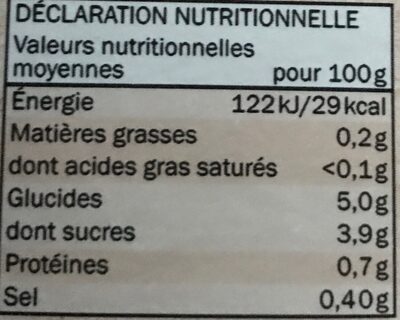 DÉCLARATION NUTRITIONNELLE
Valeurs nutritionnelles
moyennes pour 100g
Énergie 122kJ/29kcal
Matières grasses 0,2g
dont acides gras saturés <0,1g
Glucides 5,0g
dont sucres 3,9g
Protéines 0,7g
Sel 0,40g